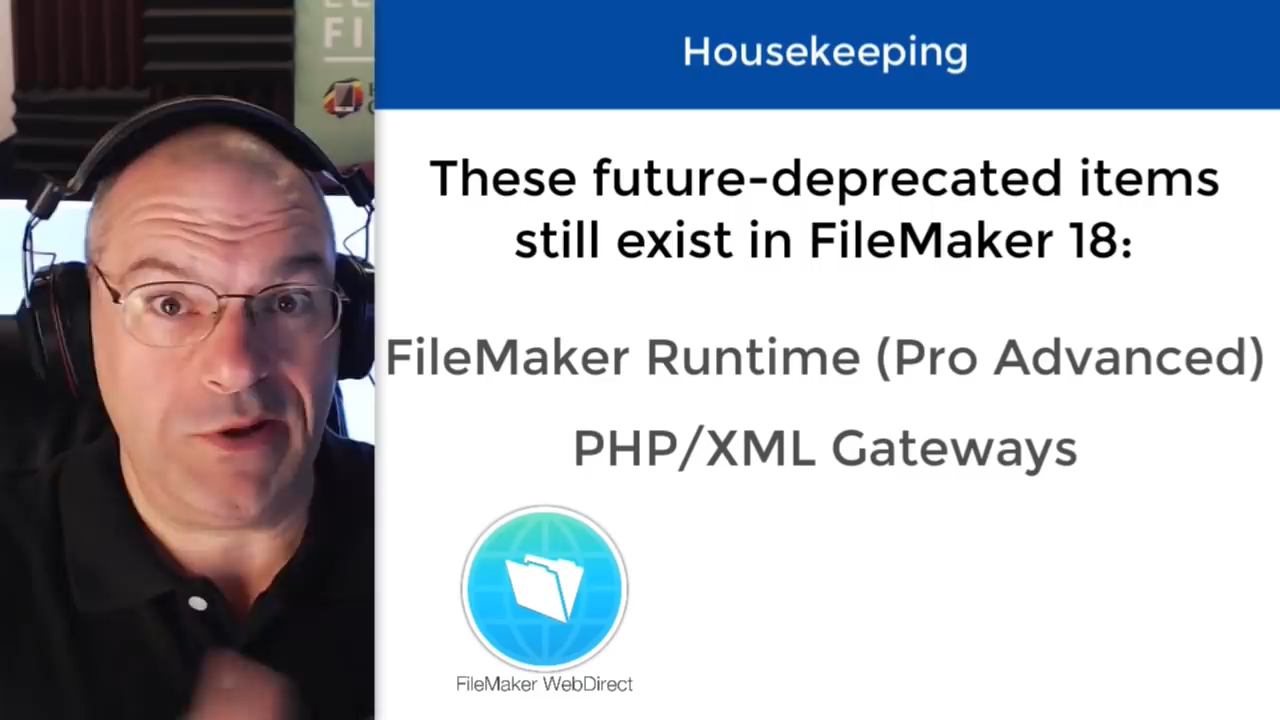 FI
Housekeeping
These future-deprecated items
still exist in FileMaker 18:
FileMaker Runtime (Pro Advanced)
PHP/XML Gateways
FileMaker WebDirect